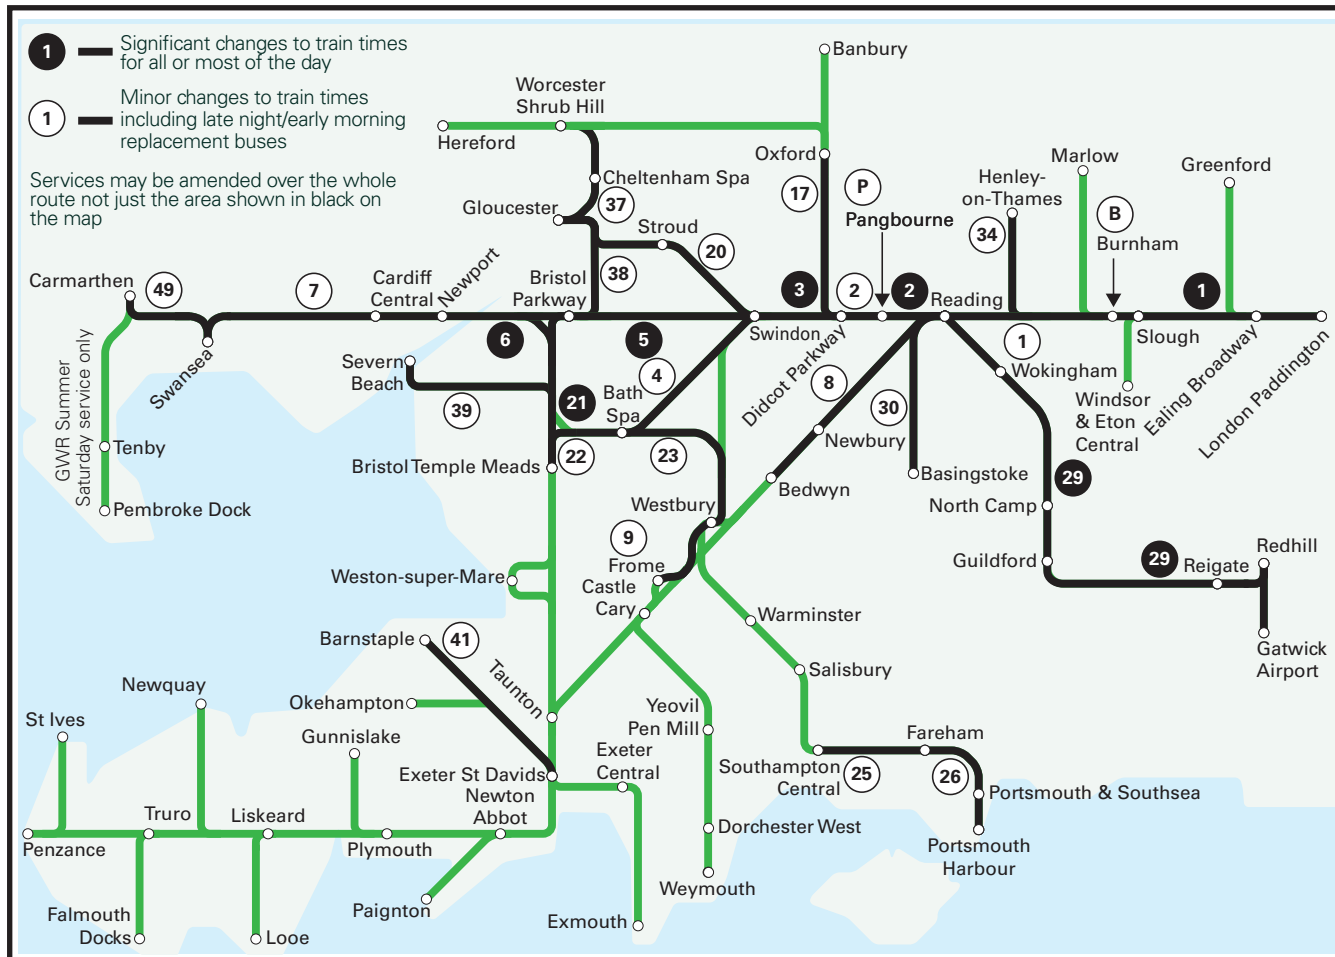 1
Significant changes to train times
for all or most of the day
1
Minor changes to train times
including late night/early morning
replacement buses
Services may be amended over the whole
route not just the area shown in black on
the map
Banbury
Worcester
Shrub Hill
Hereford
Oxford
17
P
Pangbourne
Marlow
Greenford
Henley-
on-Thames
34
B
Burnham
Cheltenham Spa
37
Gloucester
Stroud
20
38
Carmarthen
49
7
Cardiff
Central
Newport
Bristol
Parkway
3
2
2
Reading
1
Swansea
6
5
Swindon
Didcot Parkway
1
Slough
Ealing Broadway
London Paddington
Severn
Beach
39
21
Bath
Spa
4
8
30
Wokingham
Windsor
& Eton
Central
GWR Summer
Saturday service only
Tenby
Pembroke Dock
Bristol Temple Meads
22
23
Newbury
Basingstoke
Bedwyn
29
North Camp
Westbury
9
Frome
Castle
Cary
Guildford
29
Reigate
Redhill
Gatwick
Airport
Weston-super-Mare
Warminster
Barnstaple
41
Taunton
Salisbury
Newquay
Okehampton
St Ives
Gunnislake
Yeovil
Pen Mill
Exeter St Davids
Exeter
Central
Newton
Abbot
Southampton
Central
25
Fareham
26
Portsmouth & Southsea
Portsmouth
Harbour
Truro
Liskeard
Penzance
Plymouth
Dorchester West
Weymouth
Falmouth
Docks
Looe
Paignton
Exmouth